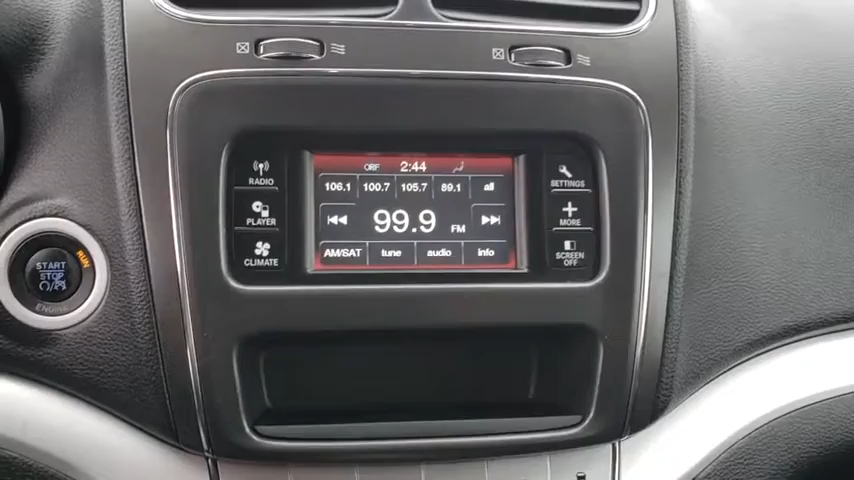 OFF 2:44
RADIO
106.1 100.7 105.7 89.1 all
SETTINGS
PLAYER
99.9 FM
MORE
CLIMATE
AM/SAT tune audio info
SCREEN
OFF
RUN
START
STOP
ENGINE